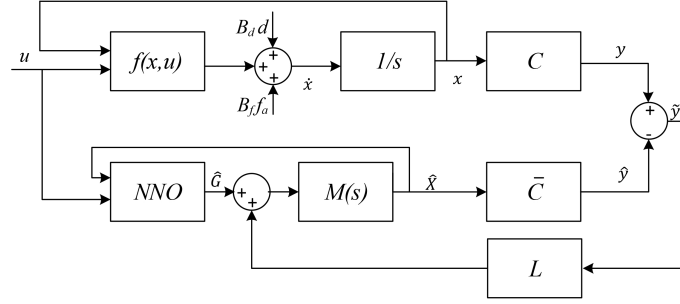 B_d d
u
f(x,u)
+
+
+
ẋ
1/s
x
C
y
B_f f_a
+
-
ỹ
NNO
Ĝ
+
+
M(s)
X̂
C̅
ŷ
L